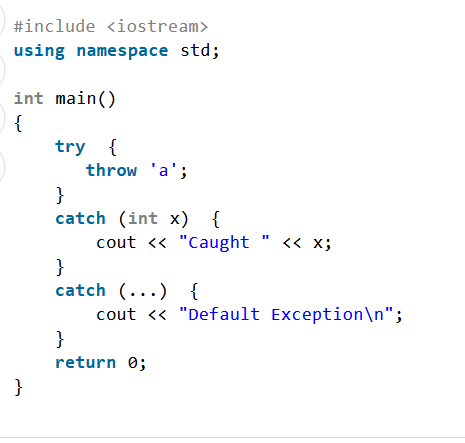 #include <iostream>
using namespace std;
int main()
{
try  {
throw 'a';
}
catch (int x)  {
cout << "Caught " << x;
}
catch (...)  {
cout << "Default Exception\n";
}
return 0;
}